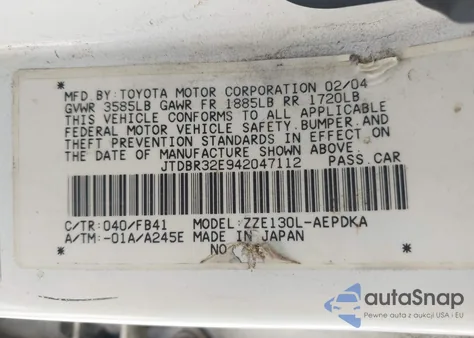 MFD.BY:TOYOTA MOTOR CORPORATION 02/04
GVWR 3585LB GAWR FR 1885LB RR 1720LB
THIS VEHICLE CONFORMS TO ALL APPLICABLE
FEDERAL MOTOR VEHICLE SAFETY,BUMPER,AND
THEFT PREVENTION STANDARDS IN EFFECT ON
THE DATE OF MANUFACTURE SHOWN ABOVE.
JTDBR32E942047112 PASS.CAR
C/TR:040/FB41 MODEL:ZZE130L-AEPDKA
A/TM:-01A/A245E MADE IN JAPAN
NO
autoSnap
Pewne auta z aukcji USA i EU